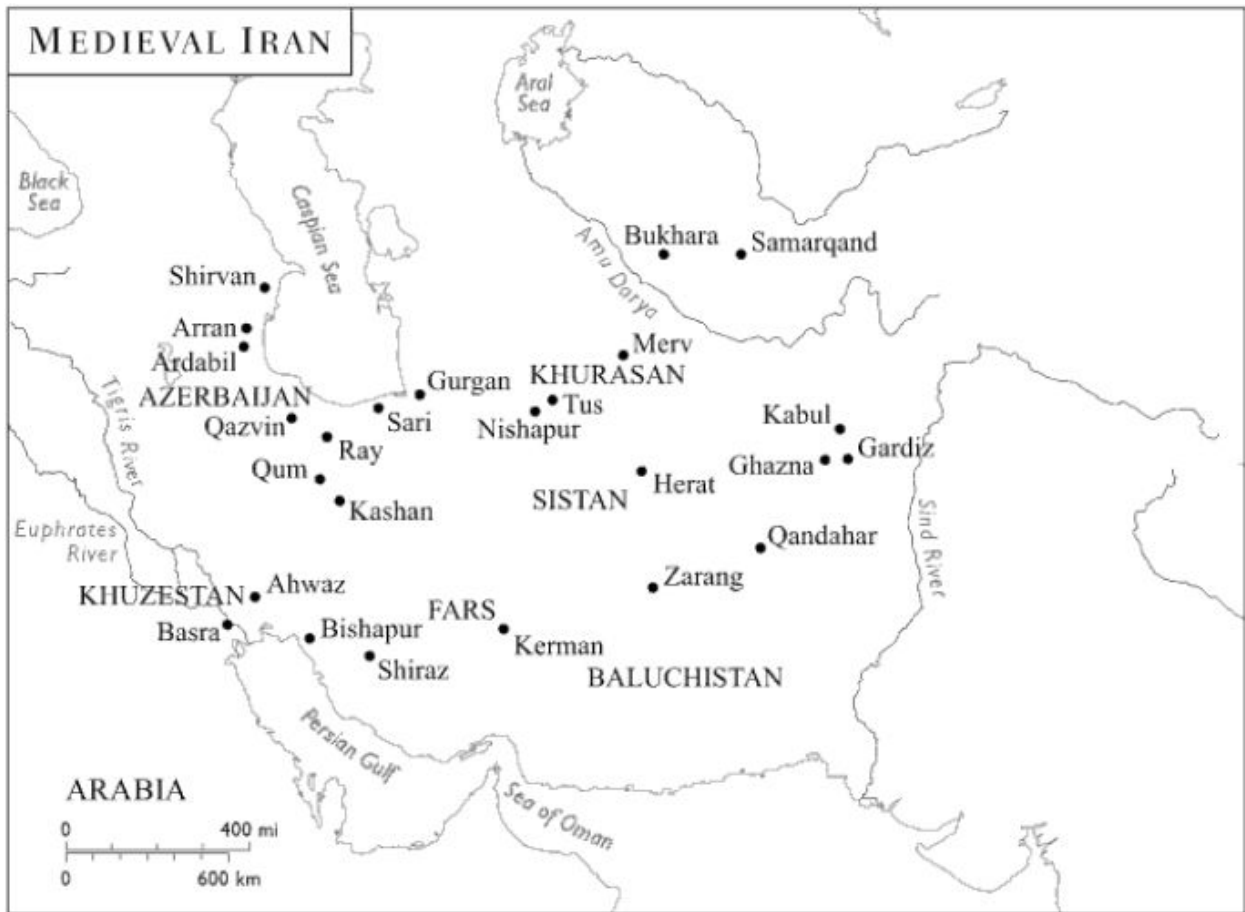 MEDIEVAL IRAN
Aral
Sea
Black
Sea
Caspian Sea
Bukhara
Samarqand
Amu Darya
Shirvan
Arran
Ardabil
Merv
KHURASAN
Tigris River
AZERBAIJAN
Gurgan
Tus
Qazvin
Sari
Nishapur
Kabul
Ray
Qum
Ghazna
Gardiz
Herat
SISTAN
Kashan
Euphrates
River
Sind River
Qandahar
Zarang
KHUZESTAN
Ahwaz
FARS
Basra
Bishapur
Kerman
Shiraz
BALUCHISTAN
Persian Gulf
ARABIA
Sea of Oman
0 400 mi
0 600 km